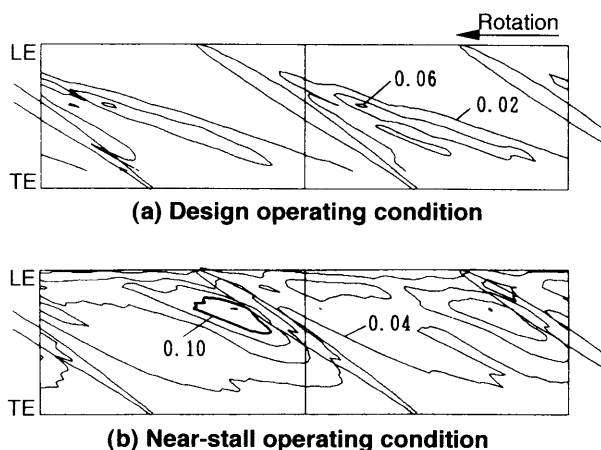 Rotation
LE
0.06
0.02
TE
(a) Design operating condition
LE
0.04
0.10
TE
(b) Near-stall operating condition